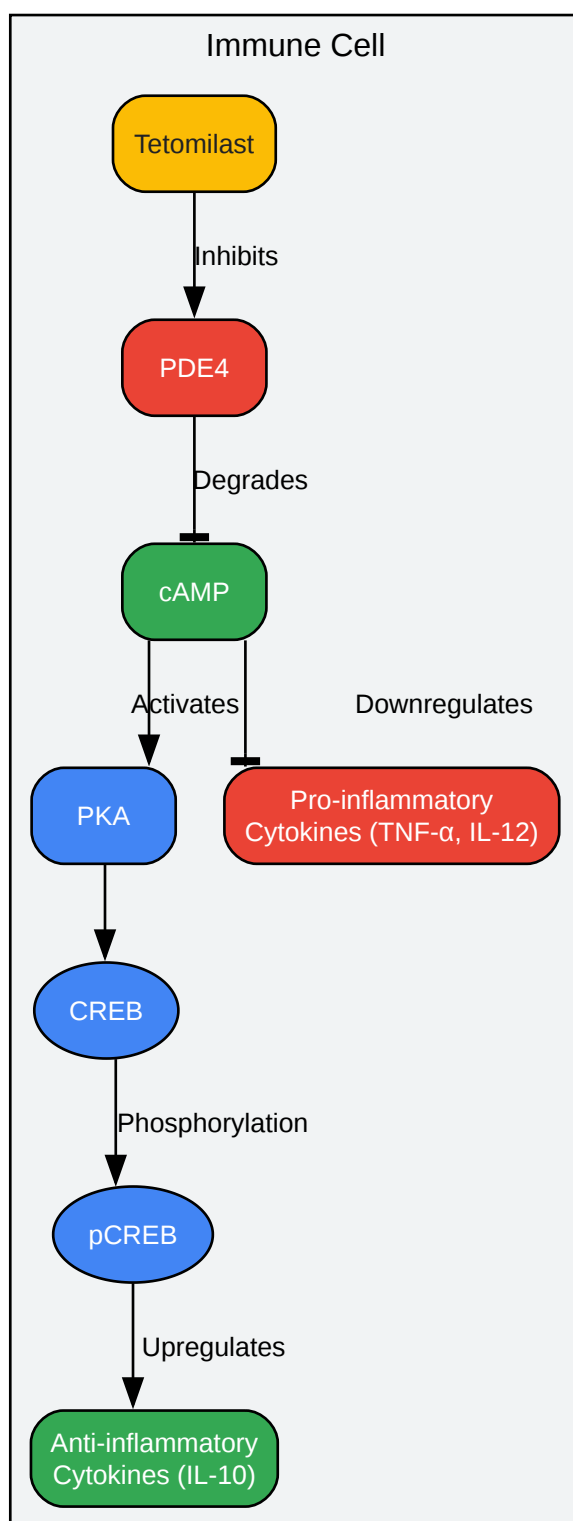 Immune Cell
Tetomilast
Inhibits
PDE4
Degrades
cAMP
Activates
Downregulates
PKA
Pro-inflammatory
Cytokines (TNF-α, IL-12)
CREB
Phosphorylation
pCREB
Upregulates
Anti-inflammatory
Cytokines (IL-10)